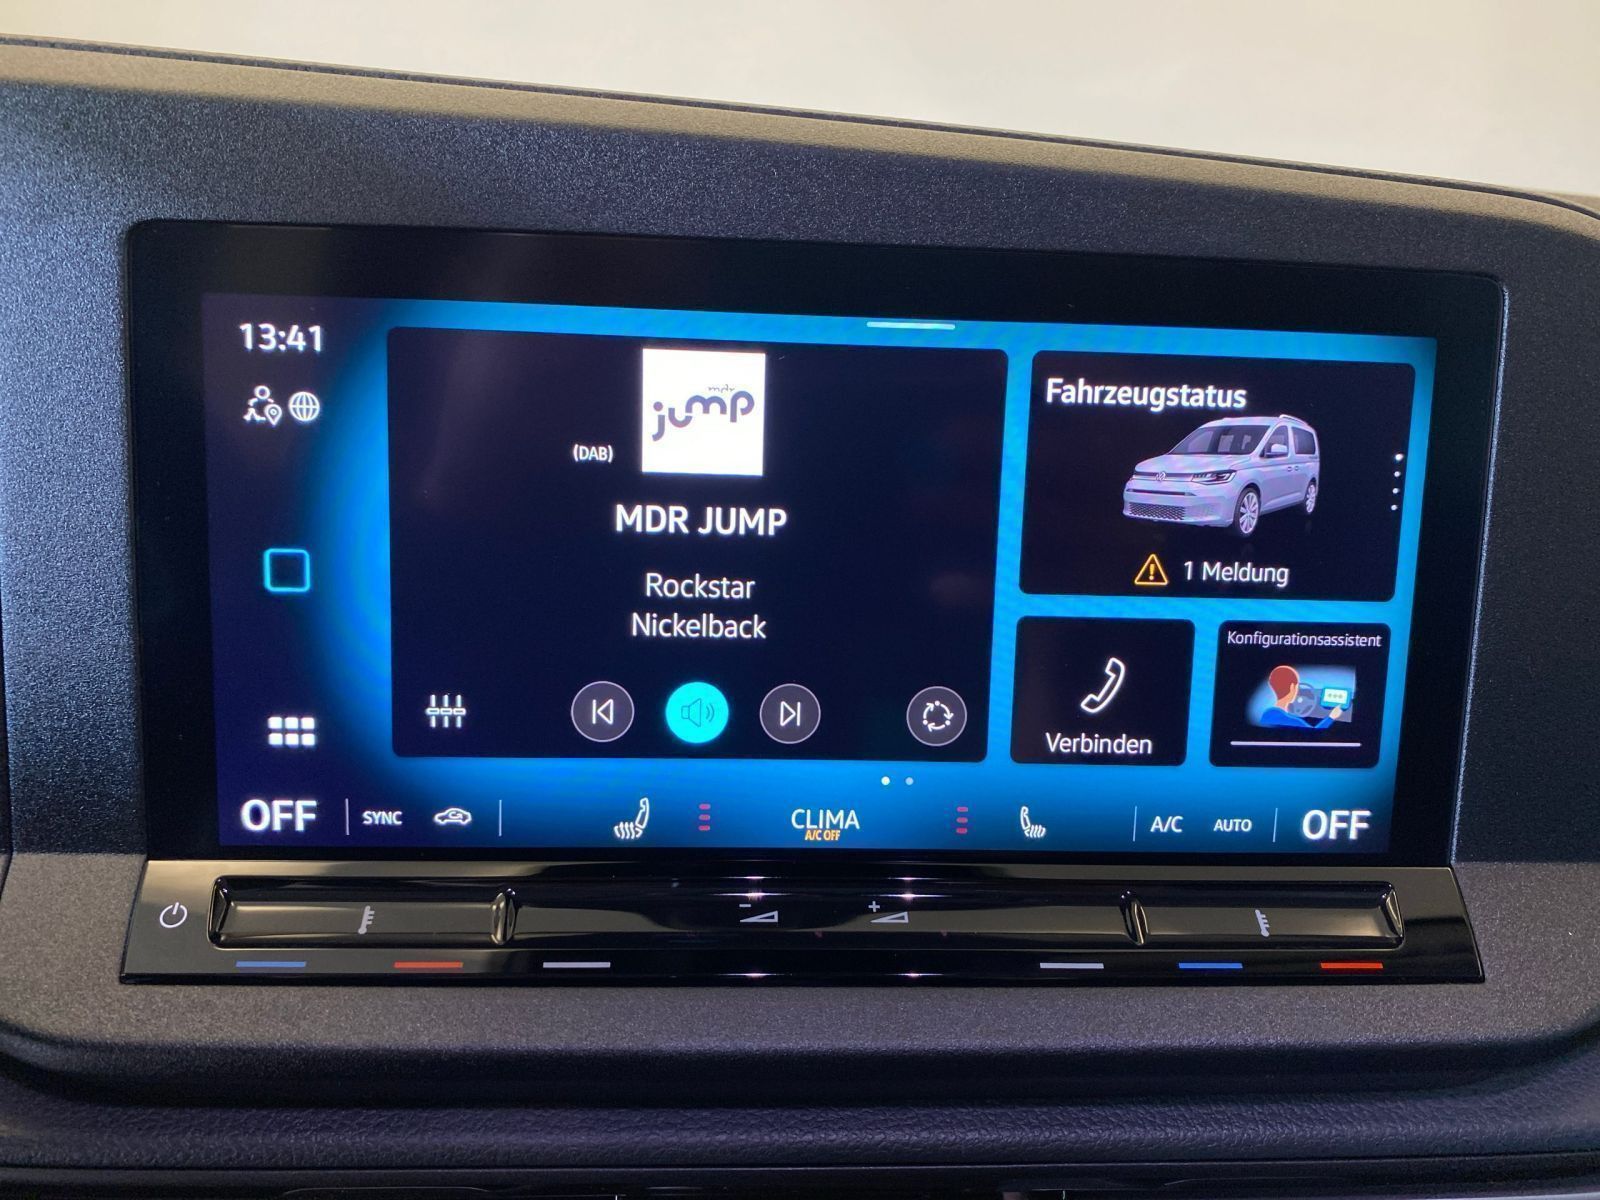 13:41
(DAB)
mdr
jump
MDR JUMP
Rockstar
Nickelback
Fahrzeugstatus
1 Meldung
Verbinden
Konfigurationsassistent
OFF
SYNC
CLIMA
A/C OFF
A/C
AUTO
OFF